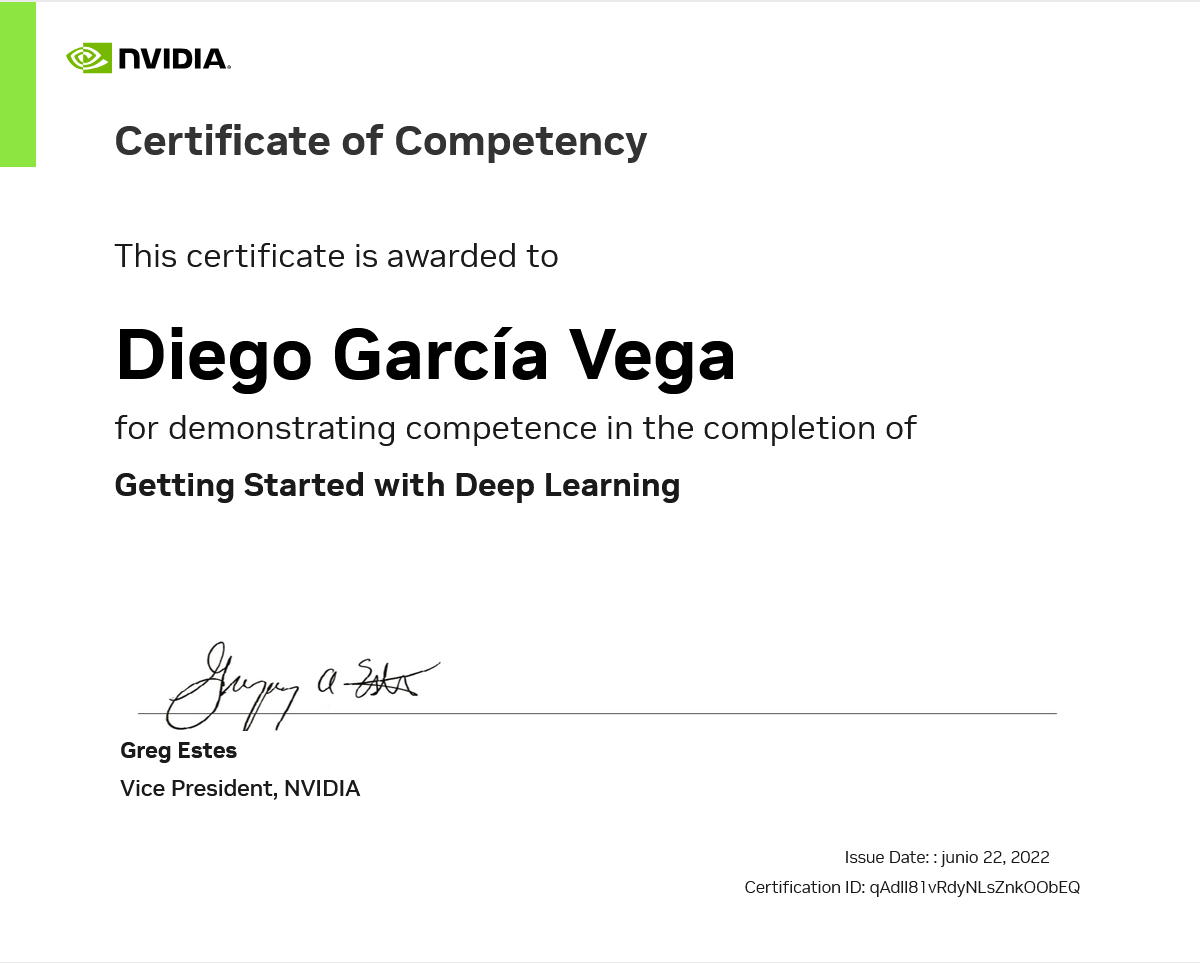 NVIDIA.
Certificate of Competency
This certificate is awarded to
Diego García Vega
for demonstrating competence in the completion of
Getting Started with Deep Learning
Gregory A Estes
Greg Estes
Vice President, NVIDIA
Issue Date: : junio 22, 2022
Certification ID: qAdII81vRdyNLsZnkOObEQ